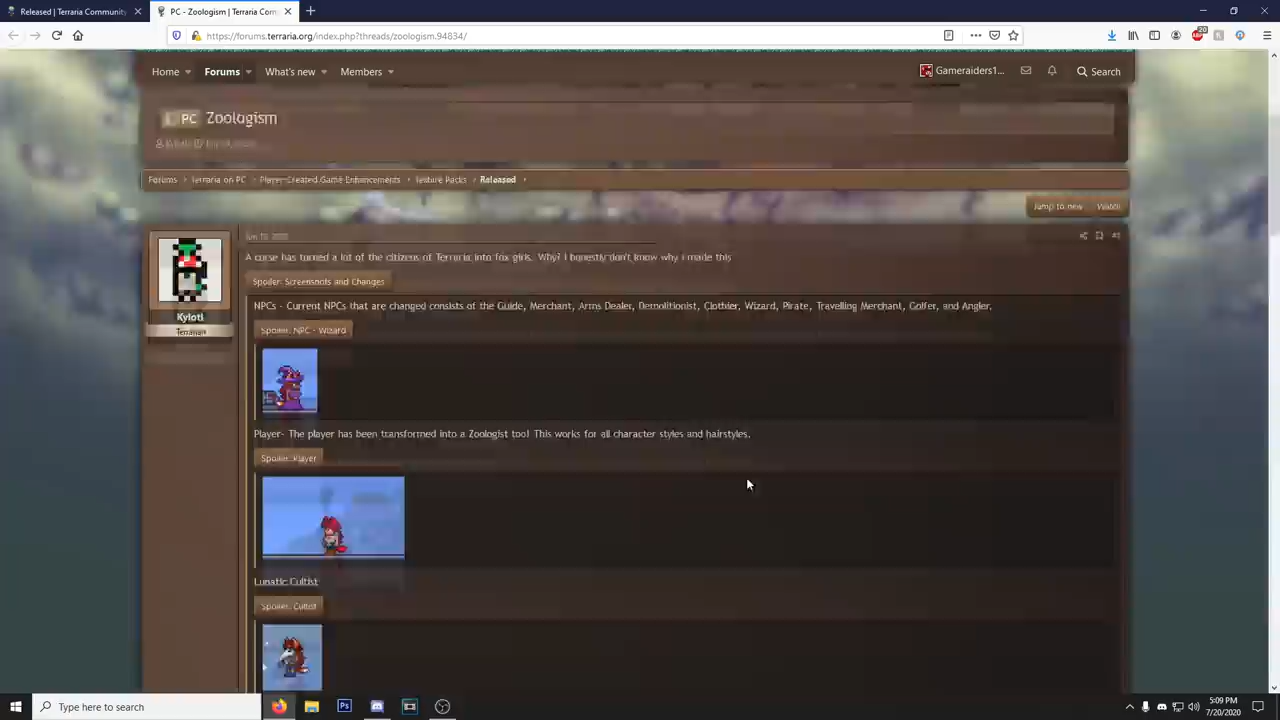 Released | Terraria Community
PC - Zoologism | Terraria Com
https://forums.terraria.org/index.php?threads/zoologism.94834/
20
Home
Forums
What's new
Members
Gameraiders1...
Search
PC Zoologism
Forums
Terraria on PC
Player-Created Game Enhancements
Texture Packs
Released
Jump to new
Watch
A curse has turned a lot of the citizens of Terraria into fox girls. Why? I honestly don't know why I made this
Spoiler: Screenshots and Changes
NPCs - Current NPCs that are changed consists of the Guide, Merchant, Arms Dealer, Demolitionist, Clothier, Wizard, Pirate, Travelling Merchant, Golfer, and Angler.
Kyloti
Terrarian
Spoiler: NPC - Wizard
Player- The player has been transformed into a Zoologist too! This works for all character styles and hairstyles.
Spoiler: Player
Lunatic Cultist
Spoiler: Cultist
Type here to search
5:09 PM
7/20/2020